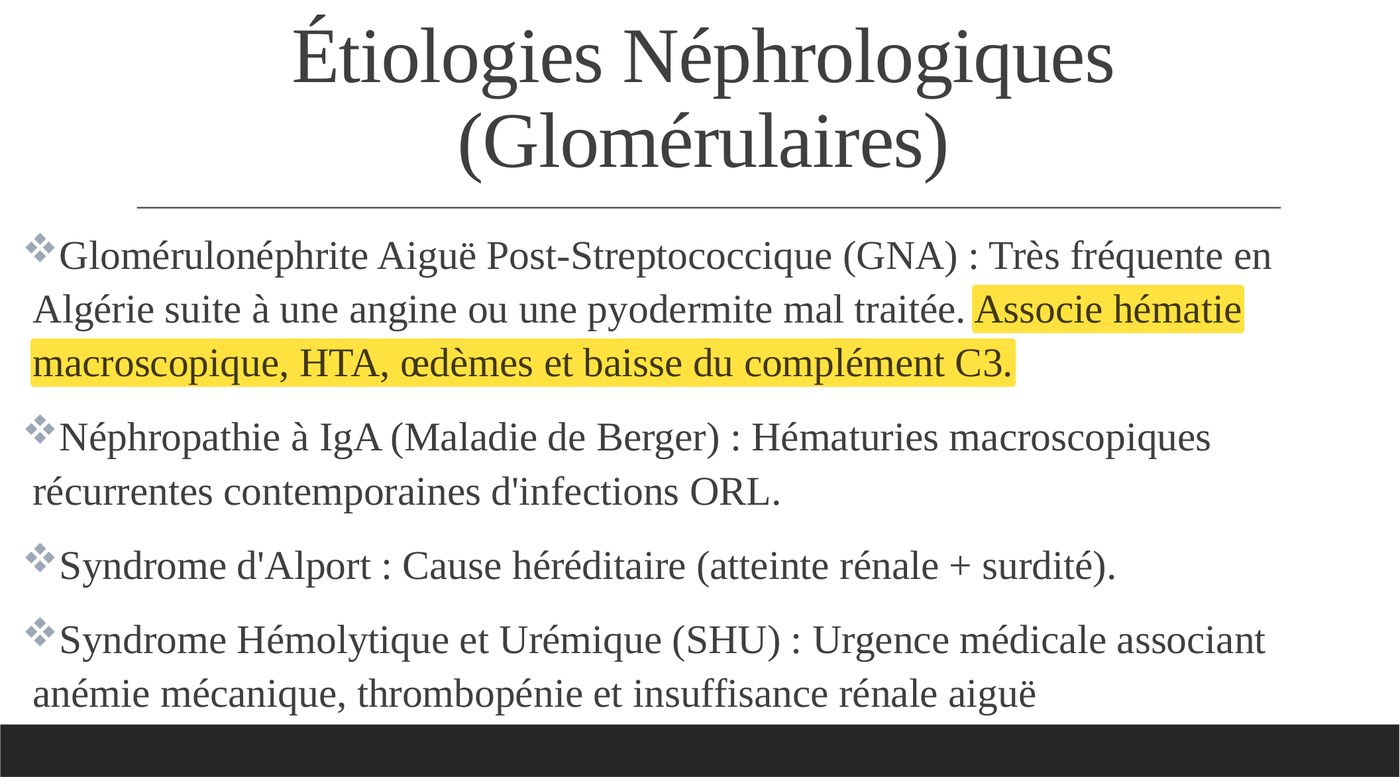 Étiologies Néphrologiques
(Glomérulaires)
❖Glomérulonéphrite Aiguë Post-Streptococcique (GNA) : Très fréquente en
Algérie suite à une angine ou une pyodermite mal traitée. Associe hématie
macroscopique, HTA, œdèmes et baisse du complément C3.
❖Néphropathie à IgA (Maladie de Berger) : Hématuries macroscopiques
récurrentes contemporaines d'infections ORL.
❖Syndrome d'Alport : Cause héréditaire (atteinte rénale + surdité).
❖Syndrome Hémolytique et Urémique (SHU) : Urgence médicale associant
anémie mécanique, thrombopénie et insuffisance rénale aiguë